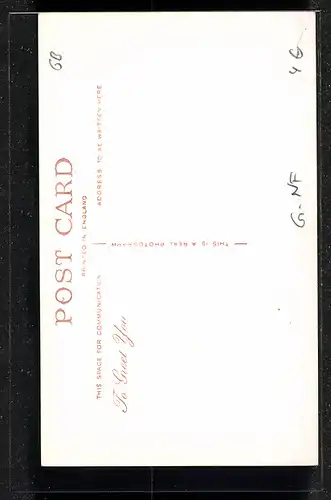 POST CARD
PRINTED IN ENGLAND
THIS SPACE FOR COMMUNICATION
ADDRESS TO BE WRITTEN HERE
To Greet You
THIS IS A REAL PHOTOGRAPH
G-NF